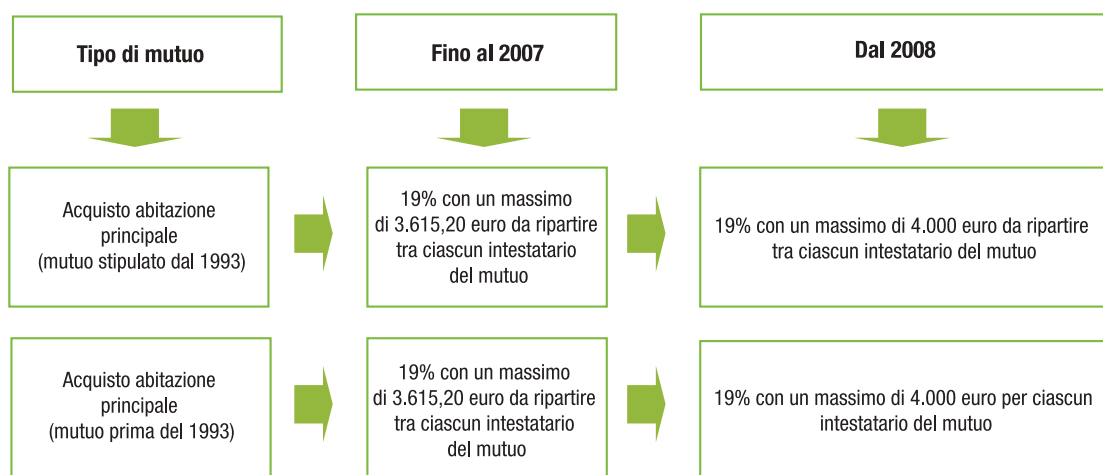 Tipo di mutuo
Fino al 2007
Dal 2008
Acquisto abitazione
principale
(mutuo stipulato dal 1993)
19% con un massimo
di 3.615,20 euro da ripartire
tra ciascun intestatario
del mutuo
19% con un massimo di 4.000 euro da ripartire
tra ciascun intestatario del mutuo
Acquisto abitazione
principale
(mutuo prima del 1993)
19% con un massimo
di 3.615,20 euro da ripartire
tra ciascun intestatario
del mutuo
19% con un massimo di 4.000 euro per ciascun
intestatario del mutuo